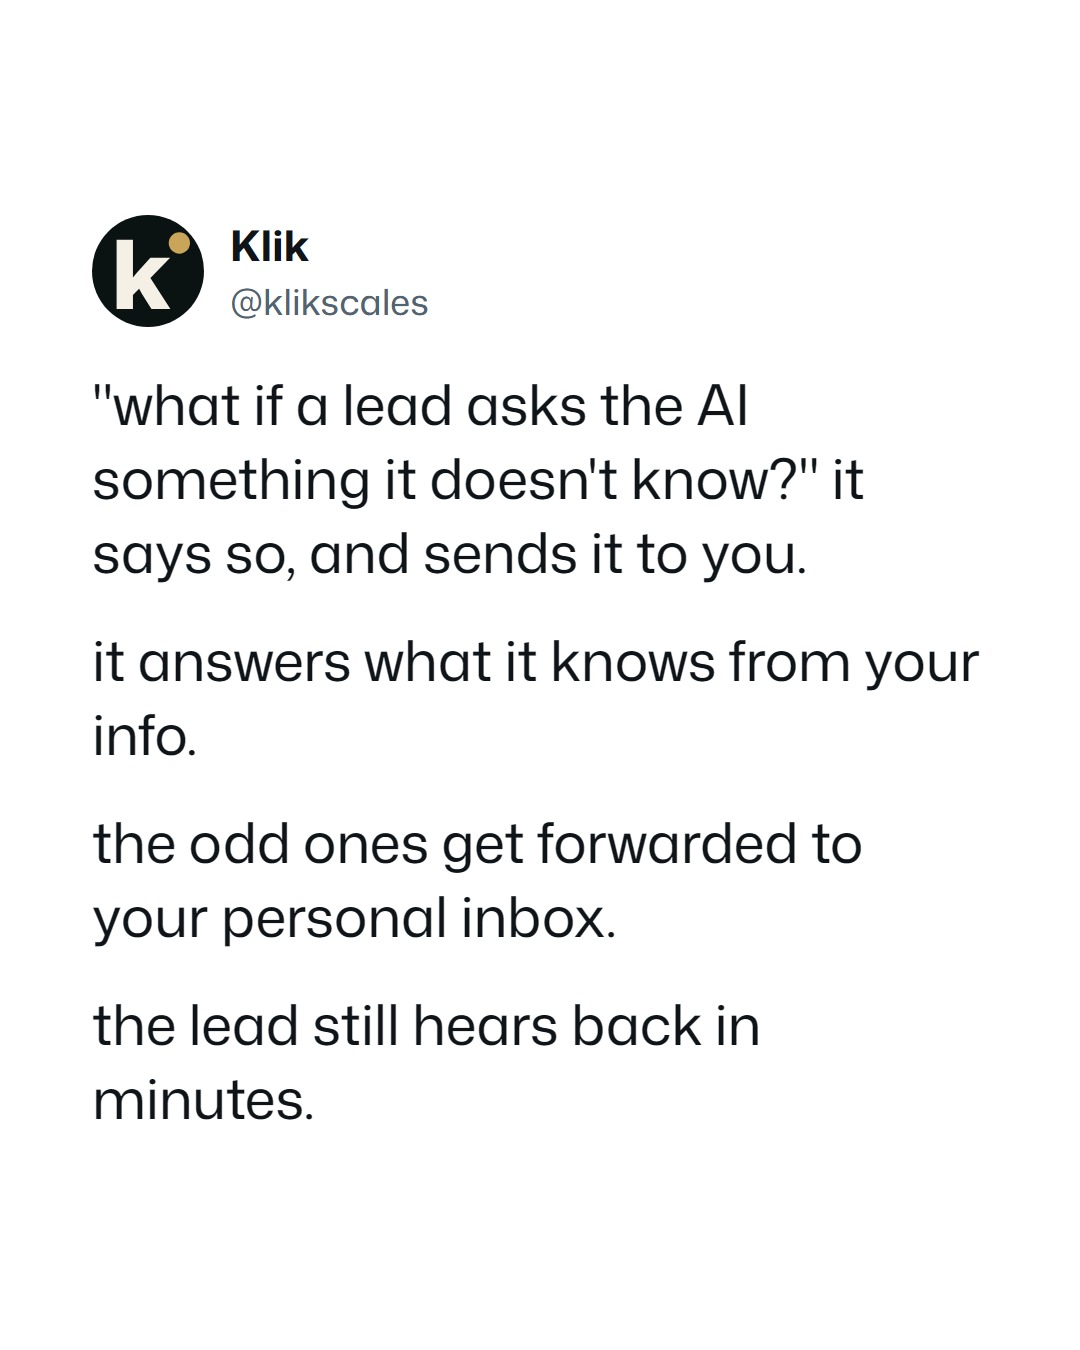 k
Klik
@klikscales
"what if a lead asks the AI
something it doesn't know?" it
says so, and sends it to you.
it answers what it knows from your
info.
the odd ones get forwarded to
your personal inbox.
the lead still hears back in
minutes.